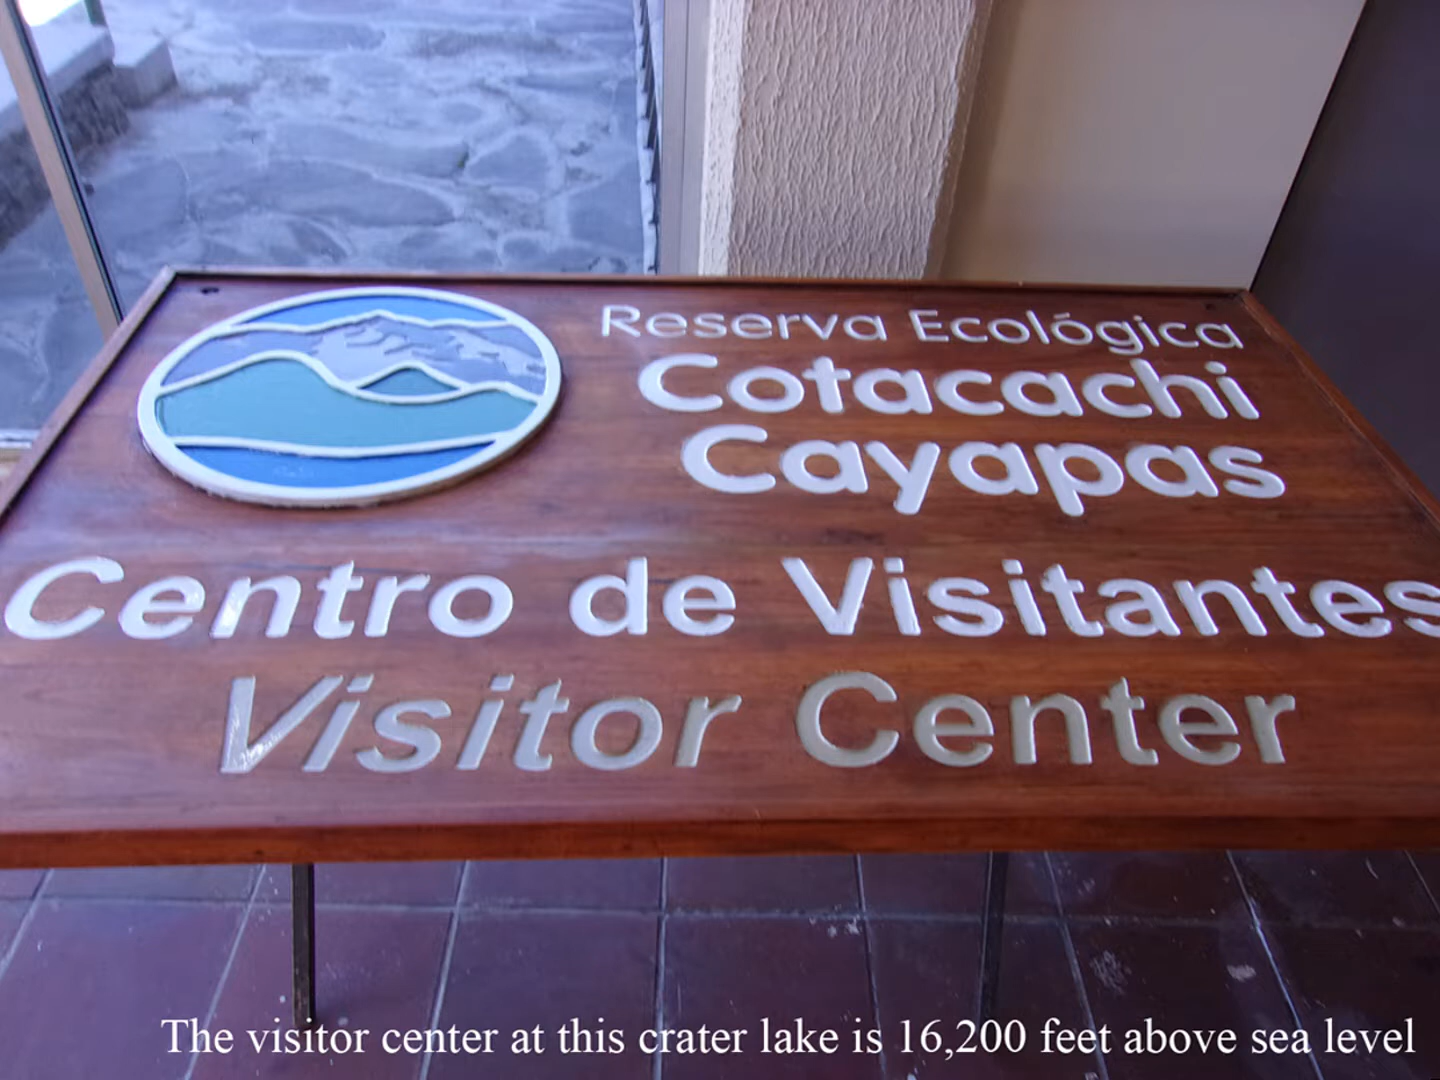 Reserva Ecológica
Cotacachi
Cayapas
Centro de Visitantes
Visitor Center
The visitor center at this crater lake is 16,200 feet above sea level